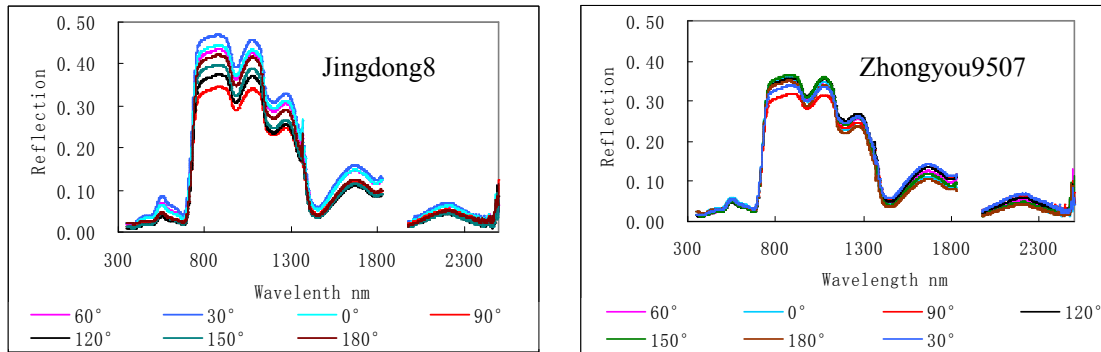 Jingdong8
Reflection
0.50
0.40
0.30
0.20
0.10
0.00
300 800 1300 1800 2300
Wavelenth nm
60° 30° 0° 90°
120° 150° 180°
Zhongyou9507
Reflection
0.50
0.40
0.30
0.20
0.10
0.00
300 800 1300 1800 2300
Wavelength nm
60° 0° 90° 120°
150° 180° 30°